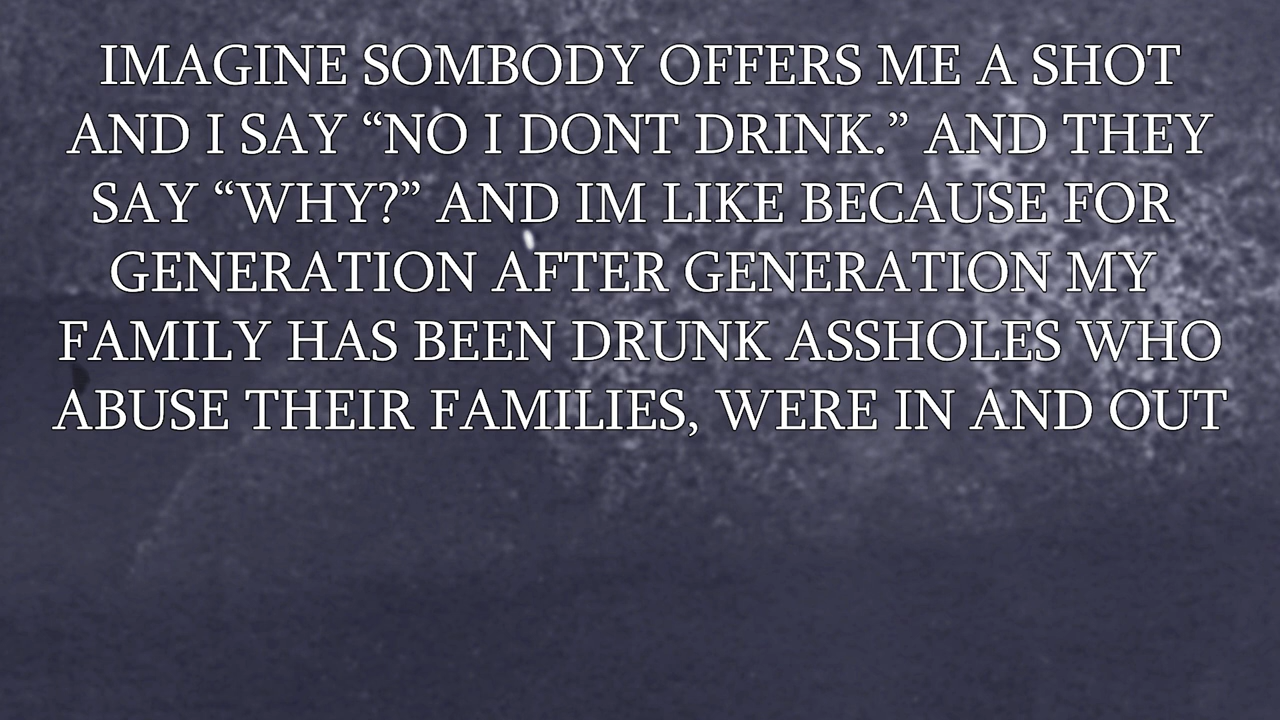 IMAGINE SOMBODY OFFERS ME A SHOT
AND I SAY “NO I DONT DRINK.” AND THEY
SAY “WHY?” AND IM LIKE BECAUSE FOR
GENERATION AFTER GENERATION MY
FAMILY HAS BEEN DRUNK ASSHOLES WHO
ABUSE THEIR FAMILIES, WERE IN AND OUT